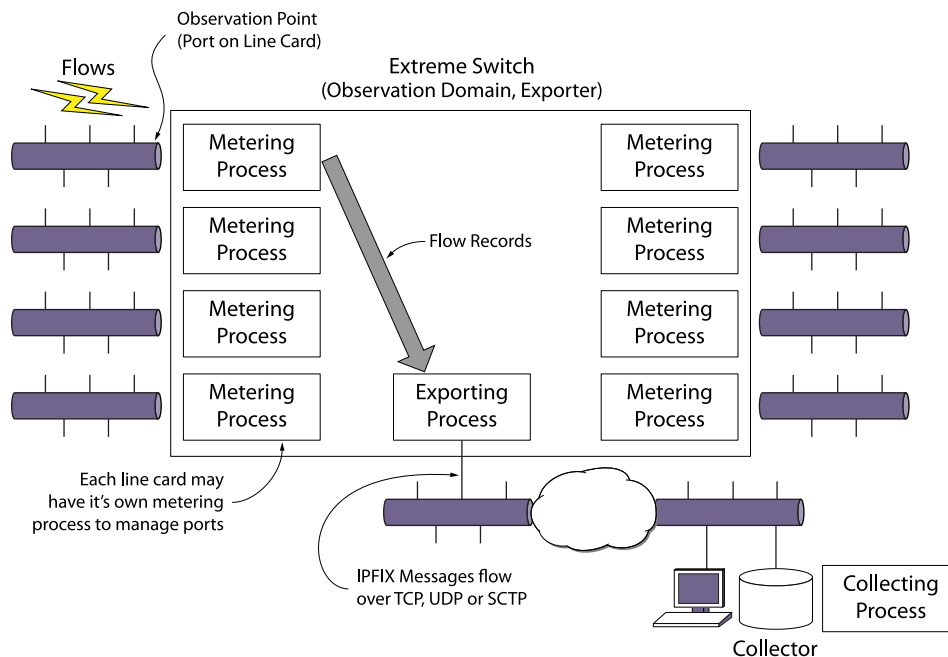 Observation Point
(Port on Line Card)
Flows
Extreme Switch
(Observation Domain, Exporter)
Metering
Process
Metering
Process
Metering
Process
Metering
Process
Flow Records
Metering
Process
Metering
Process
Metering
Process
Metering
Process
Exporting
Process
Metering
Process
Each line card may
have it's own metering
process to manage ports
IPFIX Messages flow
over TCP, UDP or SCTP
Collector
Collecting
Process